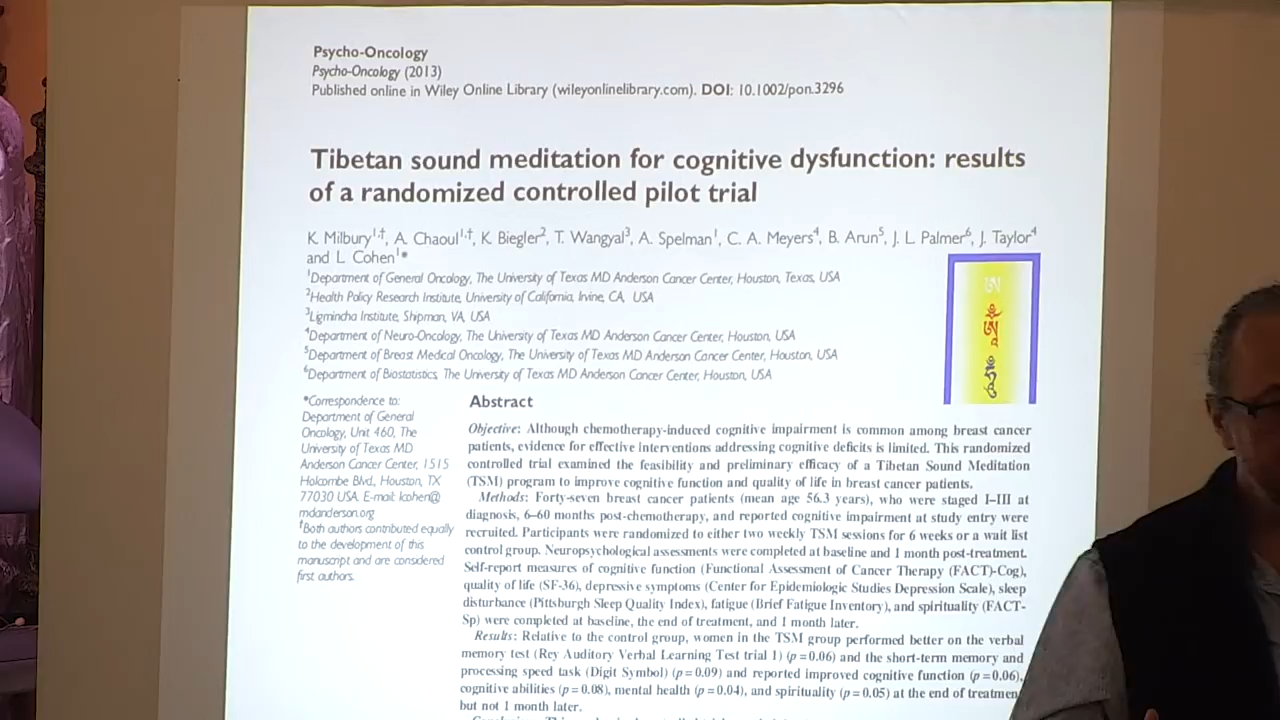 Psycho-Oncology
Psycho-Oncology (2013)
Published online in Wiley Online Library (wileyonlinelibrary.com). DOI: 10.1002/pon.3296
Tibetan sound meditation for cognitive dysfunction: results
of a randomized controlled pilot trial
K. Milbury¹,†, A. Chaoul¹,†, K. Biegler², T. Wangyal³, A. Spelman¹, C. A. Meyers⁴, B. Arun⁵, J. L. Palmer⁶, J. Taylor⁴
and L. Cohen¹*
¹Department of General Oncology, The University of Texas MD Anderson Cancer Center, Houston, Texas, USA
²Health Policy Research Institute, University of California, Irvine, CA, USA
³Ligmincha Institute, Shipman, VA, USA
⁴Department of Neuro-Oncology, The University of Texas MD Anderson Cancer Center, Houston, USA
⁵Department of Breast Medical Oncology, The University of Texas MD Anderson Cancer Center, Houston, USA
⁶Department of Biostatistics, The University of Texas MD Anderson Cancer Center, Houston, USA
ཨ
ཨོཾ
*Correspondence to:
Department of General
Oncology, Unit 460, The
University of Texas MD
Anderson Cancer Center, 1515
Holcombe Blvd., Houston, TX
77030 USA. E-mail: lcohen@
mdanderson.org
†Both authors contributed equally
to the development of this
manuscript and are considered
first authors.
Abstract
Objective: Although chemotherapy-induced cognitive impairment is common among breast cancer
patients, evidence for effective interventions addressing cognitive deficits is limited. This randomized
controlled trial examined the feasibility and preliminary efficacy of a Tibetan Sound Meditation
(TSM) program to improve cognitive function and quality of life in breast cancer patients.
Methods: Forty-seven breast cancer patients (mean age 56.3 years), who were staged I–III at
diagnosis, 6–60 months post-chemotherapy, and reported cognitive impairment at study entry were
recruited. Participants were randomized to either two weekly TSM sessions for 6 weeks or a wait list
control group. Neuropsychological assessments were completed at baseline and 1 month post-treatment.
Self-report measures of cognitive function (Functional Assessment of Cancer Therapy (FACT)-Cog),
quality of life (SF-36), depressive symptoms (Center for Epidemiologic Studies Depression Scale), sleep
disturbance (Pittsburgh Sleep Quality Index), fatigue (Brief Fatigue Inventory), and spirituality (FACT-
Sp) were completed at baseline, the end of treatment, and 1 month later.
Results: Relative to the control group, women in the TSM group performed better on the verbal
memory test (Rey Auditory Verbal Learning Test trial 1) (p = 0.06) and the short-term memory and
processing speed task (Digit Symbol) (p = 0.09) and reported improved cognitive function (p = 0.06),
cognitive abilities (p = 0.08), mental health (p = 0.04), and spirituality (p = 0.05) at the end of treatmen
but not 1 month later.